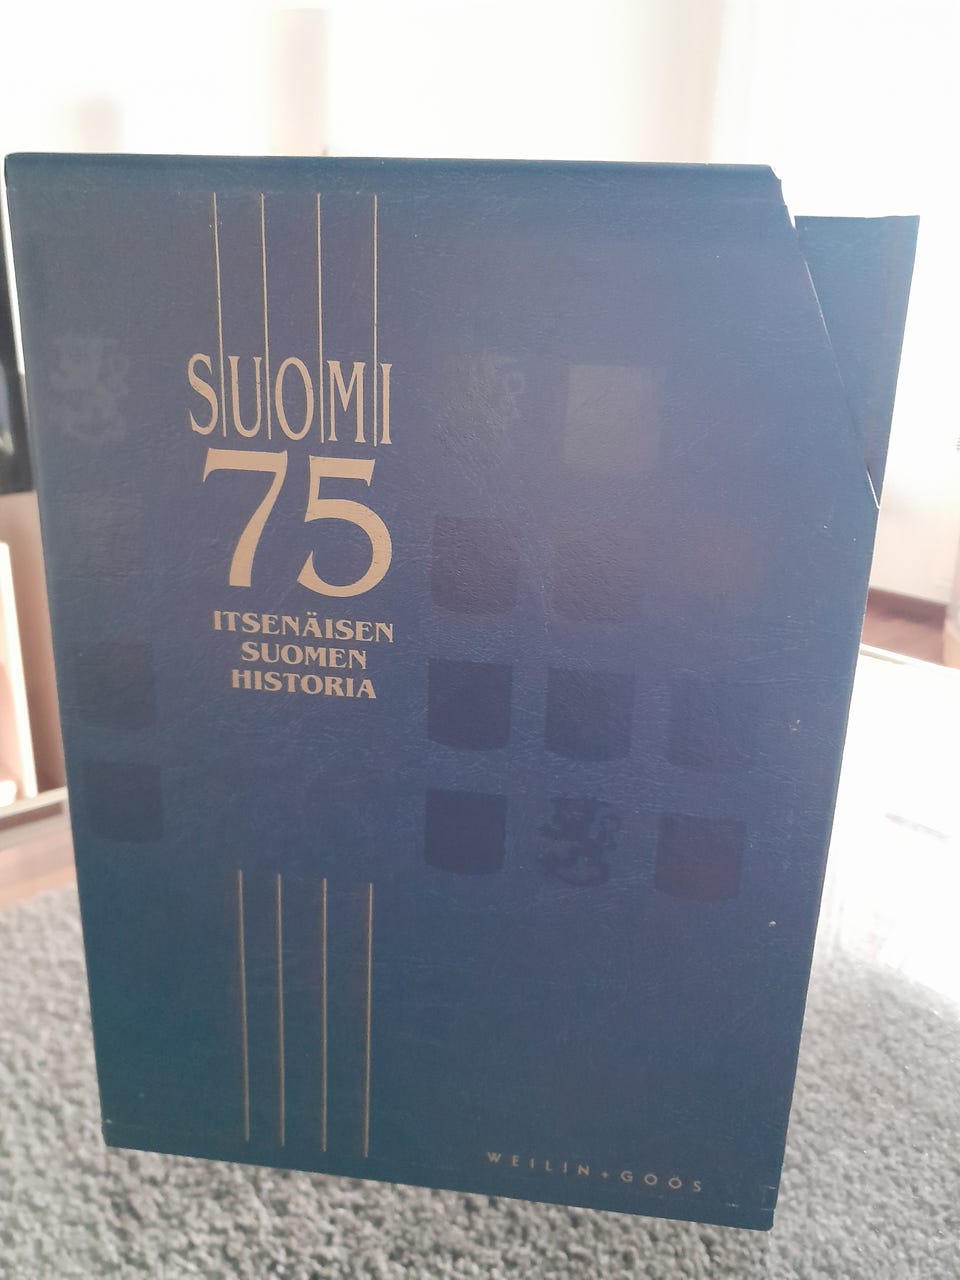 SUOMI
75
ITSENÄISEN
SUOMEN
HISTORIA
WEILIN+GÖÖS